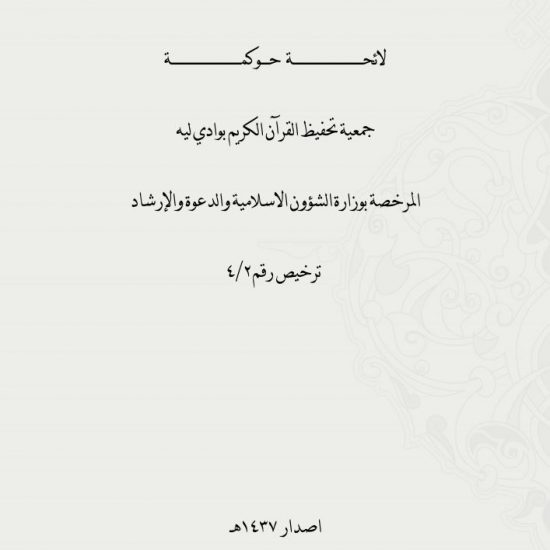 لائحة حوكمة
جمعية تحفيظ القرآن الكريم بوادي ليه
المرخصة بوزارة الشؤون الاسلامية والدعوة والإرشاد
ترخيص رقم ٤/٢
اصدار ١٤٣٧هـ